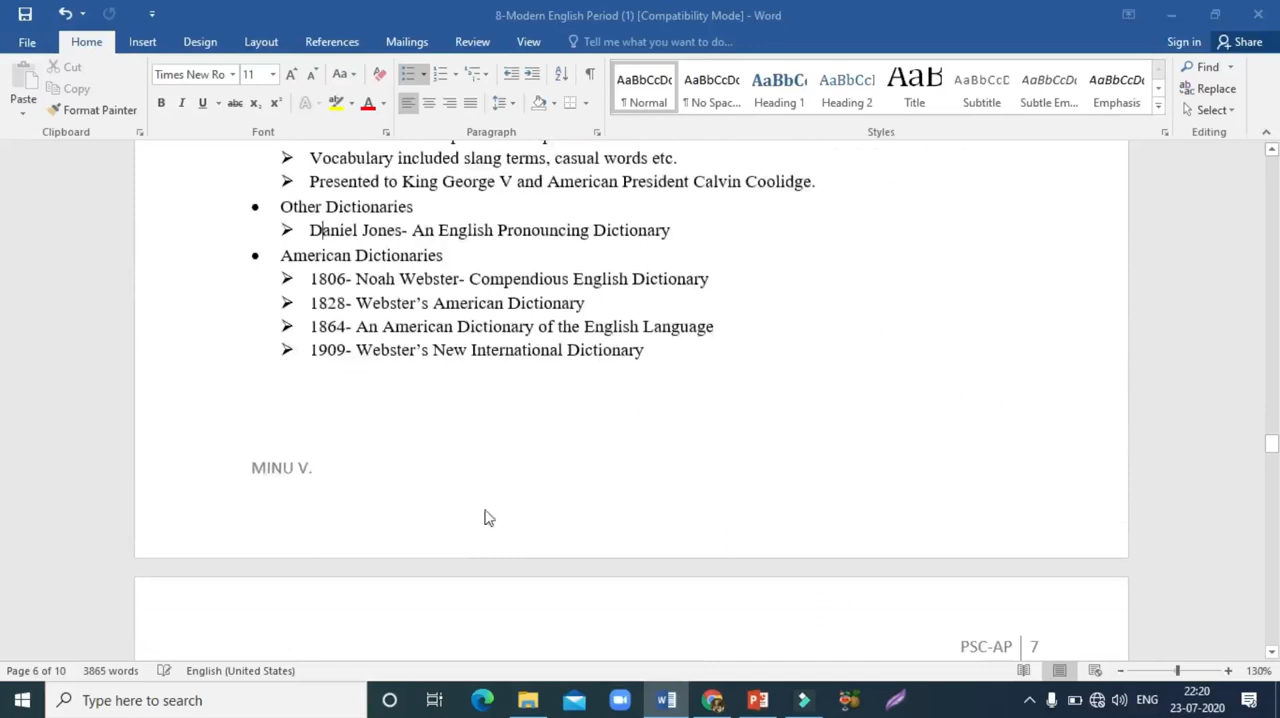 8-Modern English Period (1) [Compatibility Mode] - Word
File Home Insert Design Layout References Mailings Review View Tell me what you want to do... Sign in Share
Paste Cut Copy Format Painter Clipboard
Times New Ro 11 Aa B I U abc X₂ X² A Font
Paragraph
AaBbCcDc ¶ Normal AaBbCcDc ¶ No Spac... AaBbC Heading 1 AaBbCcI Heading 2 AaB Title AaBbCcD Subtitle AaBbCcDc Subtle Em... AaBbCcDc Emphasis Styles
Find Replace Select Editing
➢ Vocabulary included slang terms, casual words etc.
➢ Presented to King George V and American President Calvin Coolidge.
• Other Dictionaries
➢ Daniel Jones- An English Pronouncing Dictionary
• American Dictionaries
➢ 1806- Noah Webster- Compendious English Dictionary
➢ 1828- Webster's American Dictionary
➢ 1864- An American Dictionary of the English Language
➢ 1909- Webster's New International Dictionary
MINU V.
PSC-AP | 7
Page 6 of 10 3865 words English (United States) 130%
Type here to search ENG 22:20
23-07-2020